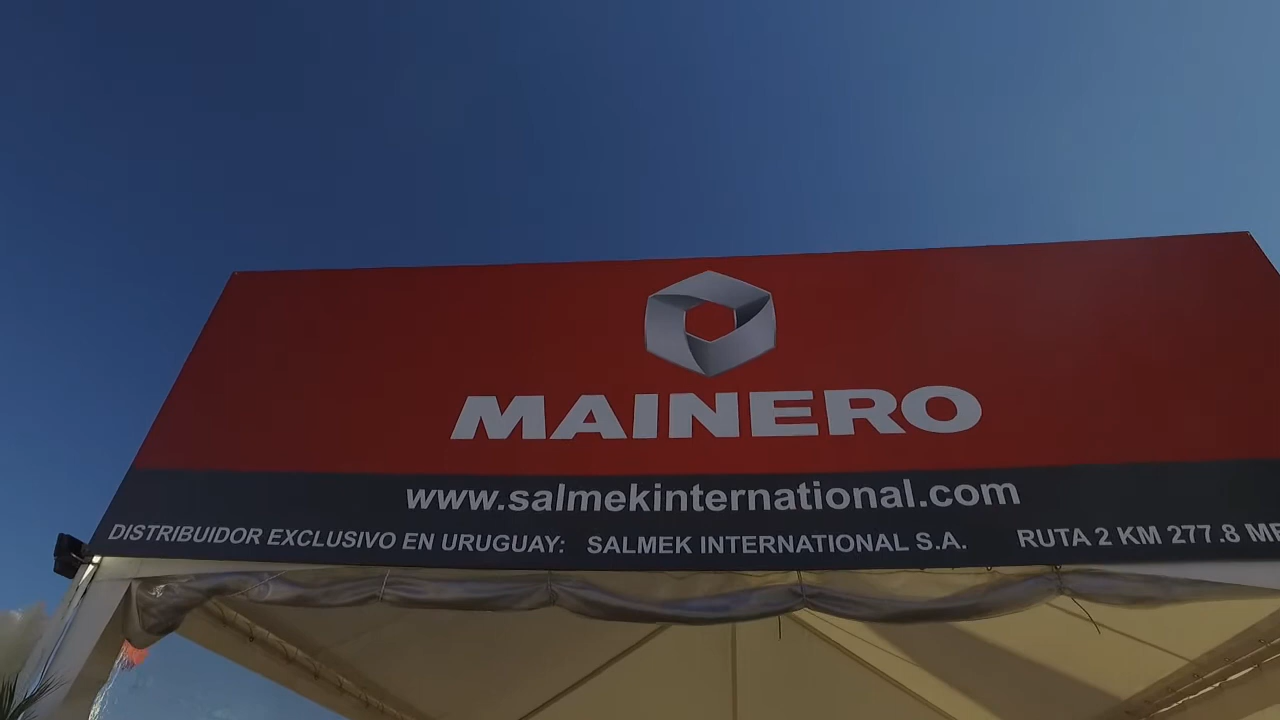 MAINERO
www.salmekinternational.com
DISTRIBUIDOR EXCLUSIVO EN URUGUAY: SALMEK INTERNATIONAL S.A. RUTA 2 KM 277.8